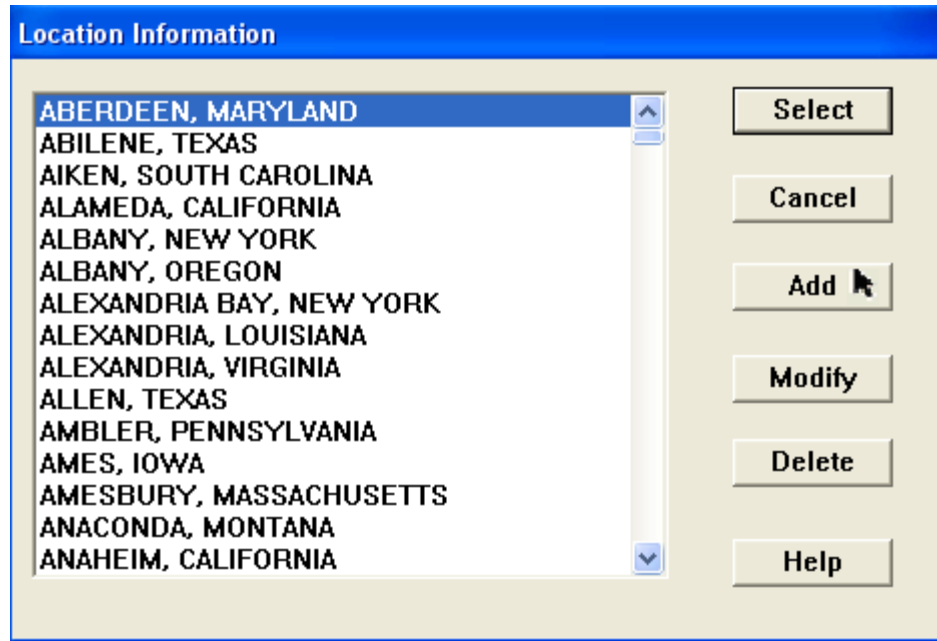 Location Information
ABERDEEN, MARYLAND
ABILENE, TEXAS
AIKEN, SOUTH CAROLINA
ALAMEDA, CALIFORNIA
ALBANY, NEW YORK
ALBANY, OREGON
ALEXANDRIA BAY, NEW YORK
ALEXANDRIA, LOUISIANA
ALEXANDRIA, VIRGINIA
ALLEN, TEXAS
AMBLER, PENNSYLVANIA
AMES, IOWA
AMESBURY, MASSACHUSETTS
ANACONDA, MONTANA
ANAHEIM, CALIFORNIA
Select
Cancel
Add
Modify
Delete
Help